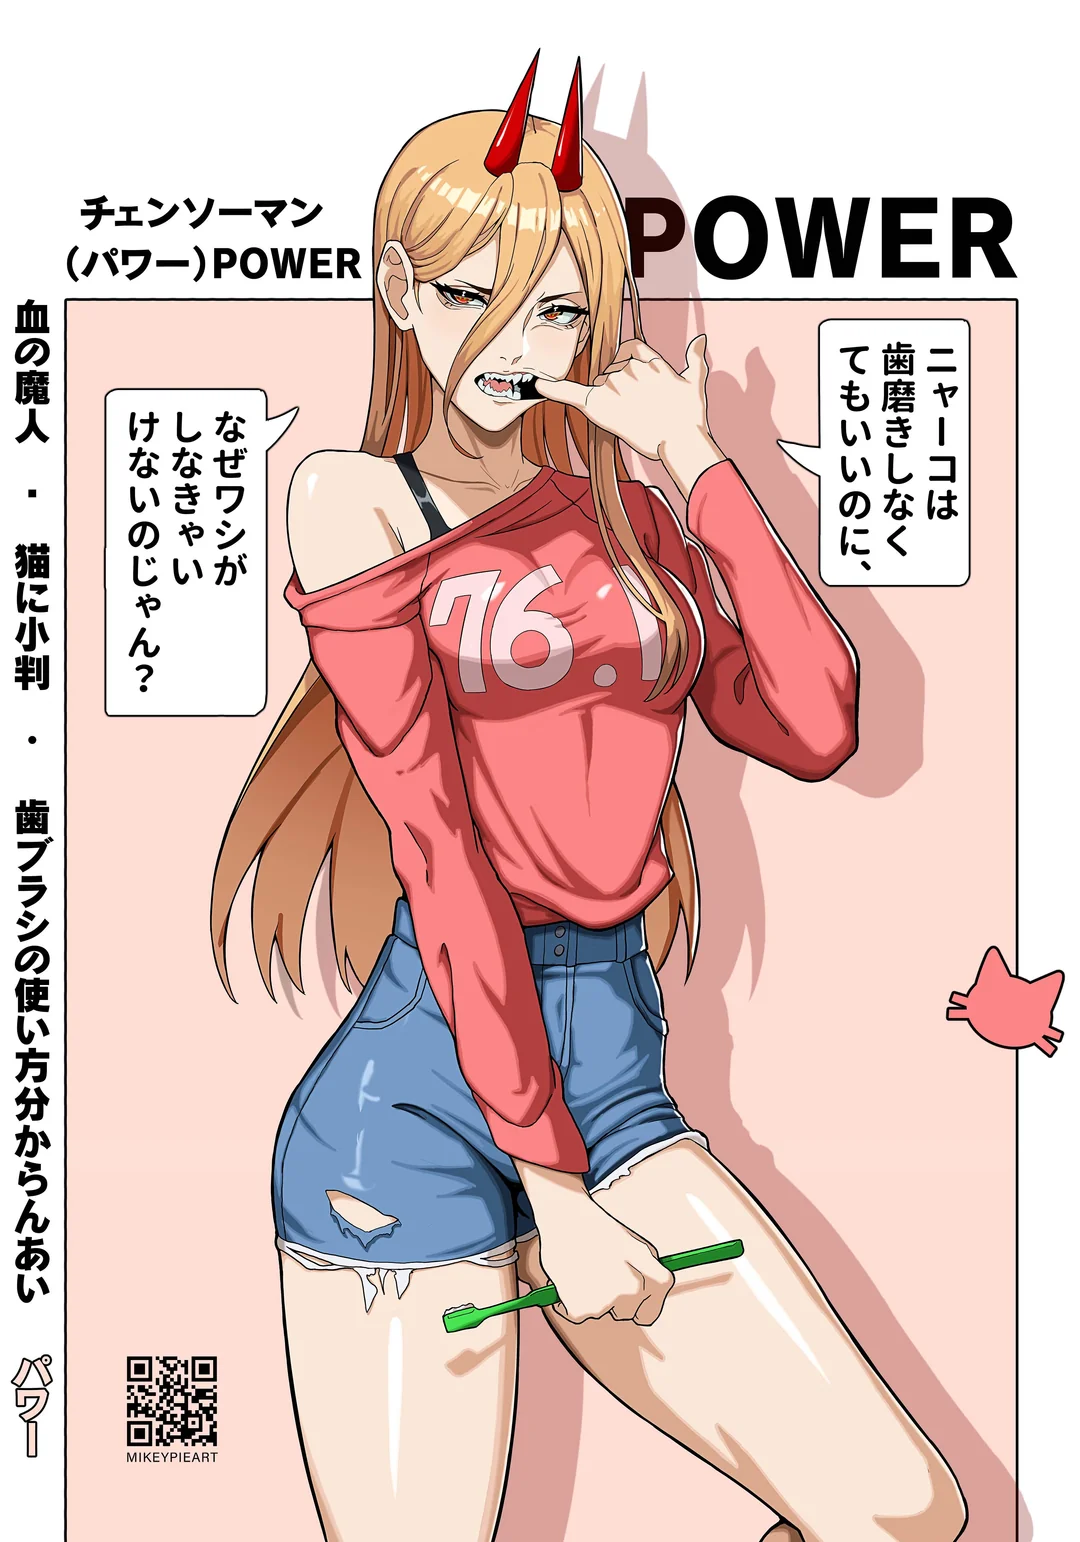 チェンソーマン
(パワー)POWER
POWER
ニャーコは
歯磨きしなく
てもいいのに、
なぜワシが
しなきゃい
けないのじゃん？
76.1
血の魔人 · 猫に小判 · 歯ブラシの使い方分からんあい パワー
MIKEYPIEART